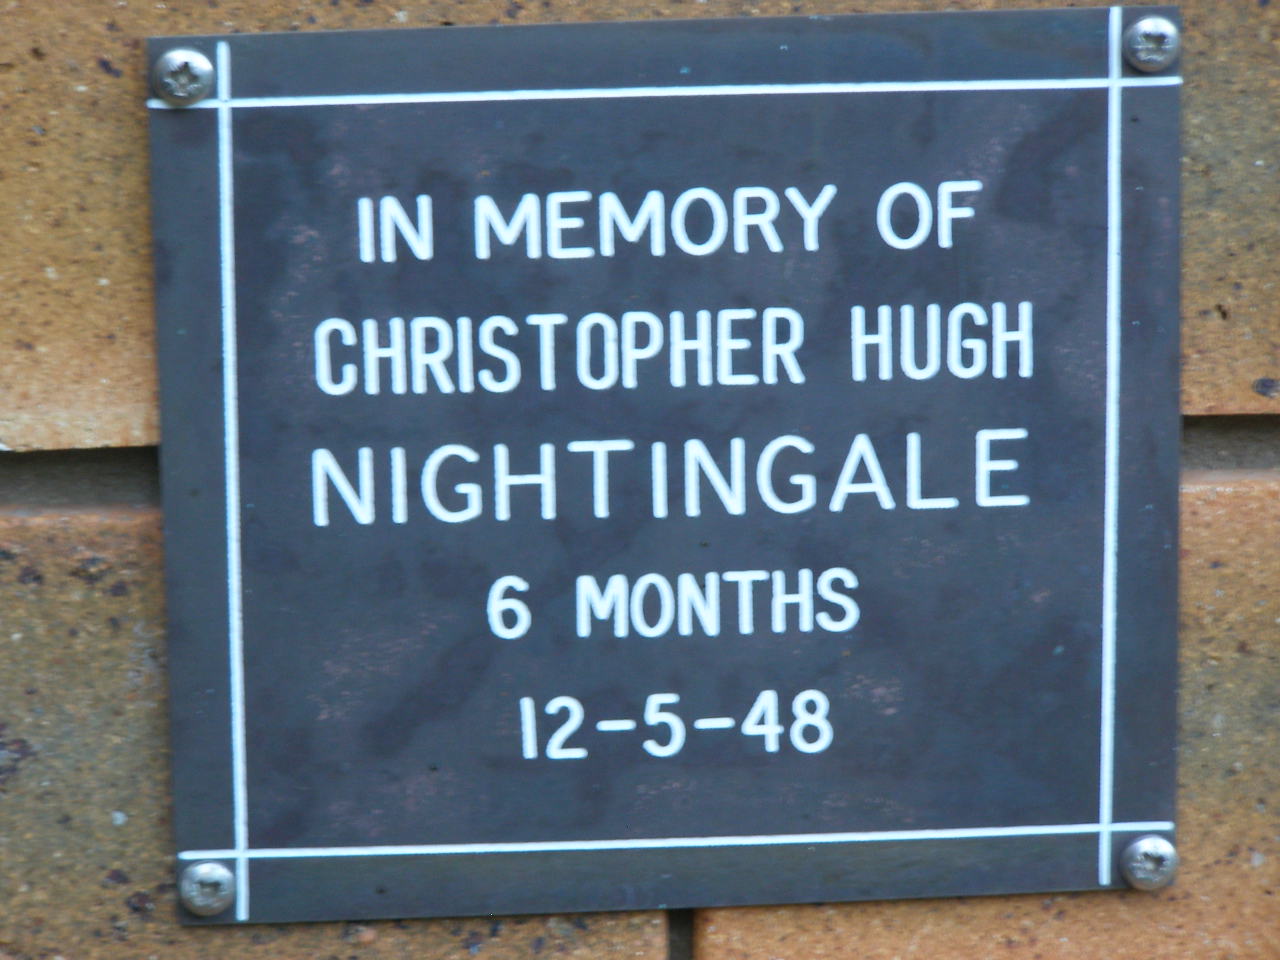 IN MEMORY OF
CHRISTOPHER HUGH
NIGHTINGALE
6 MONTHS
12-5-48